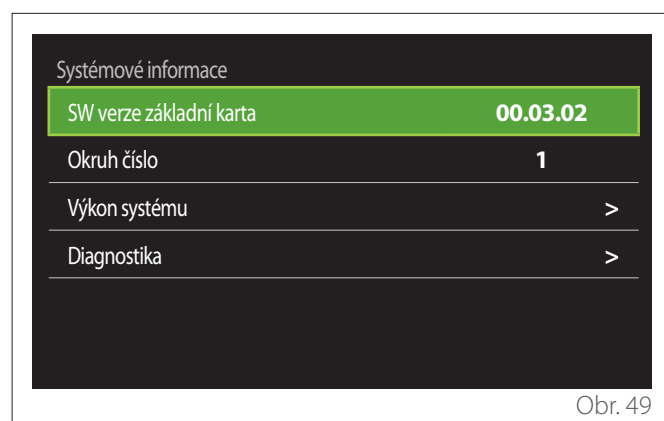 Systémové informace
SW verze základní karta 00.03.02
Okruh číslo 1
Výkon systému >
Diagnostika >
Obr. 49